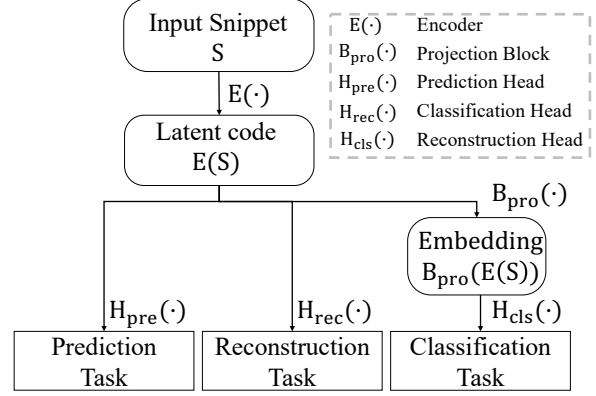 Input Snippet
S
E(·) Encoder
B_pro(·) Projection Block
H_pre(·) Prediction Head
H_rec(·) Classification Head
H_cls(·) Reconstruction Head
E(·)
Latent code
E(S)
B_pro(·)
Embedding
B_pro(E(S))
H_pre(·)
H_rec(·)
H_cls(·)
Prediction
Task
Reconstruction
Task
Classification
Task